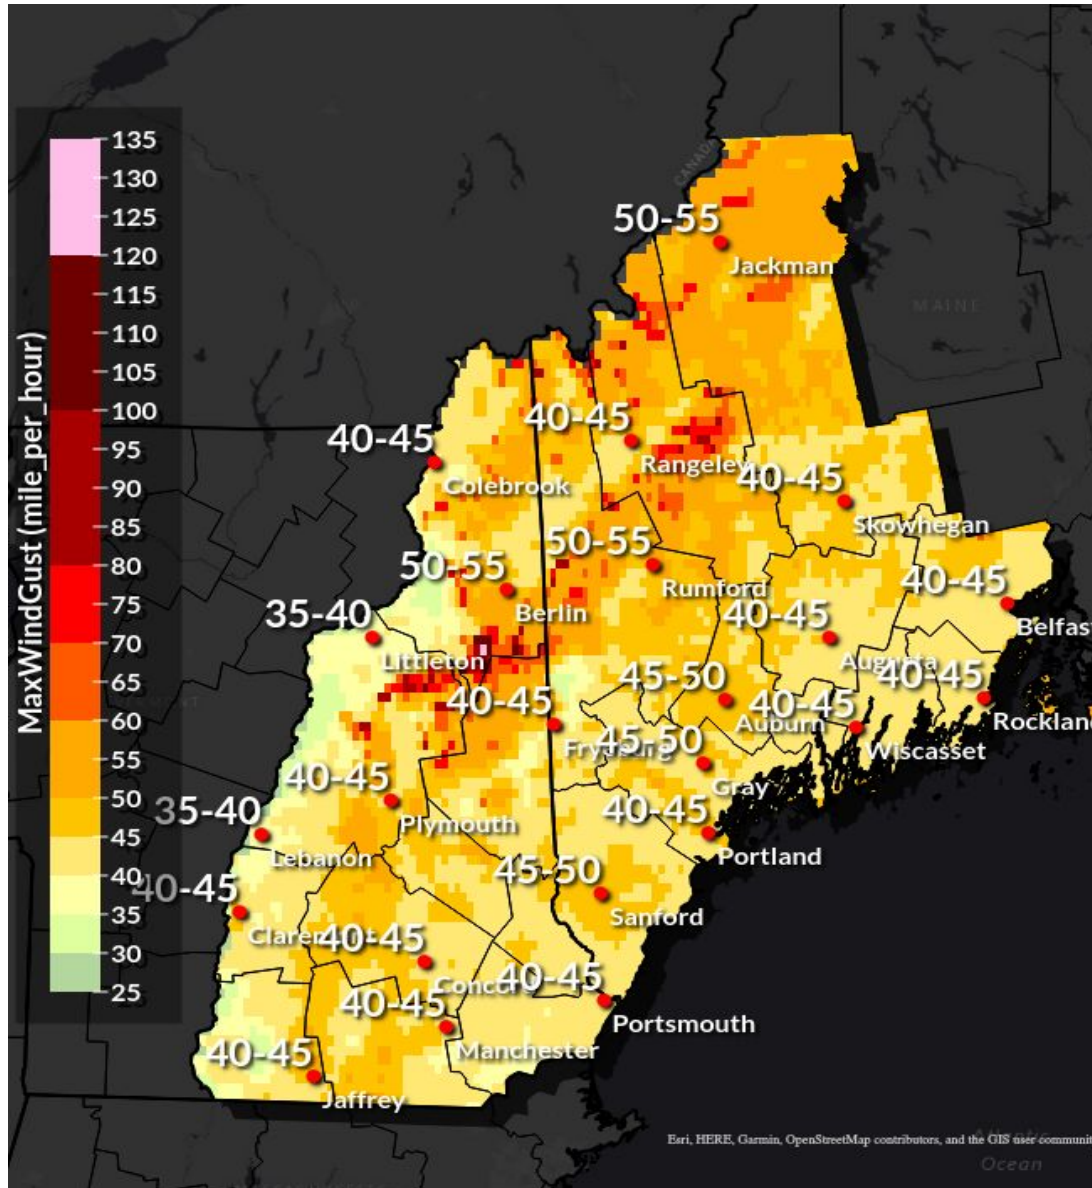 MaxWindGust (mile_per_hour)
135
130
125
120
115
110
105
100
95
90
85
80
75
70
65
60
55
50
45
40
35
30
25
CANADA
MAINE
50-55
Jackman
40-45
Rangeley
40-45
Colebrook
40-45
Skowhegan
50-55
Rumford
50-55
Berlin
40-45
Belfast
35-40
Littleton
40-45
Augusta
40-45
Rockland
45-50
Auburn
40-45
Wiscasset
40-45
Fryeburg
45-50
Gray
40-45
Plymouth
40-45
Portland
35-40
Lebanon
45-50
Sanford
40-45
Claremont
40-45
Concord
40-45
Portsmouth
40-45
Manchester
40-45
Jaffrey
Esri, HERE, Garmin, OpenStreetMap contributors, and the GIS user communit
Atlantic
Ocean